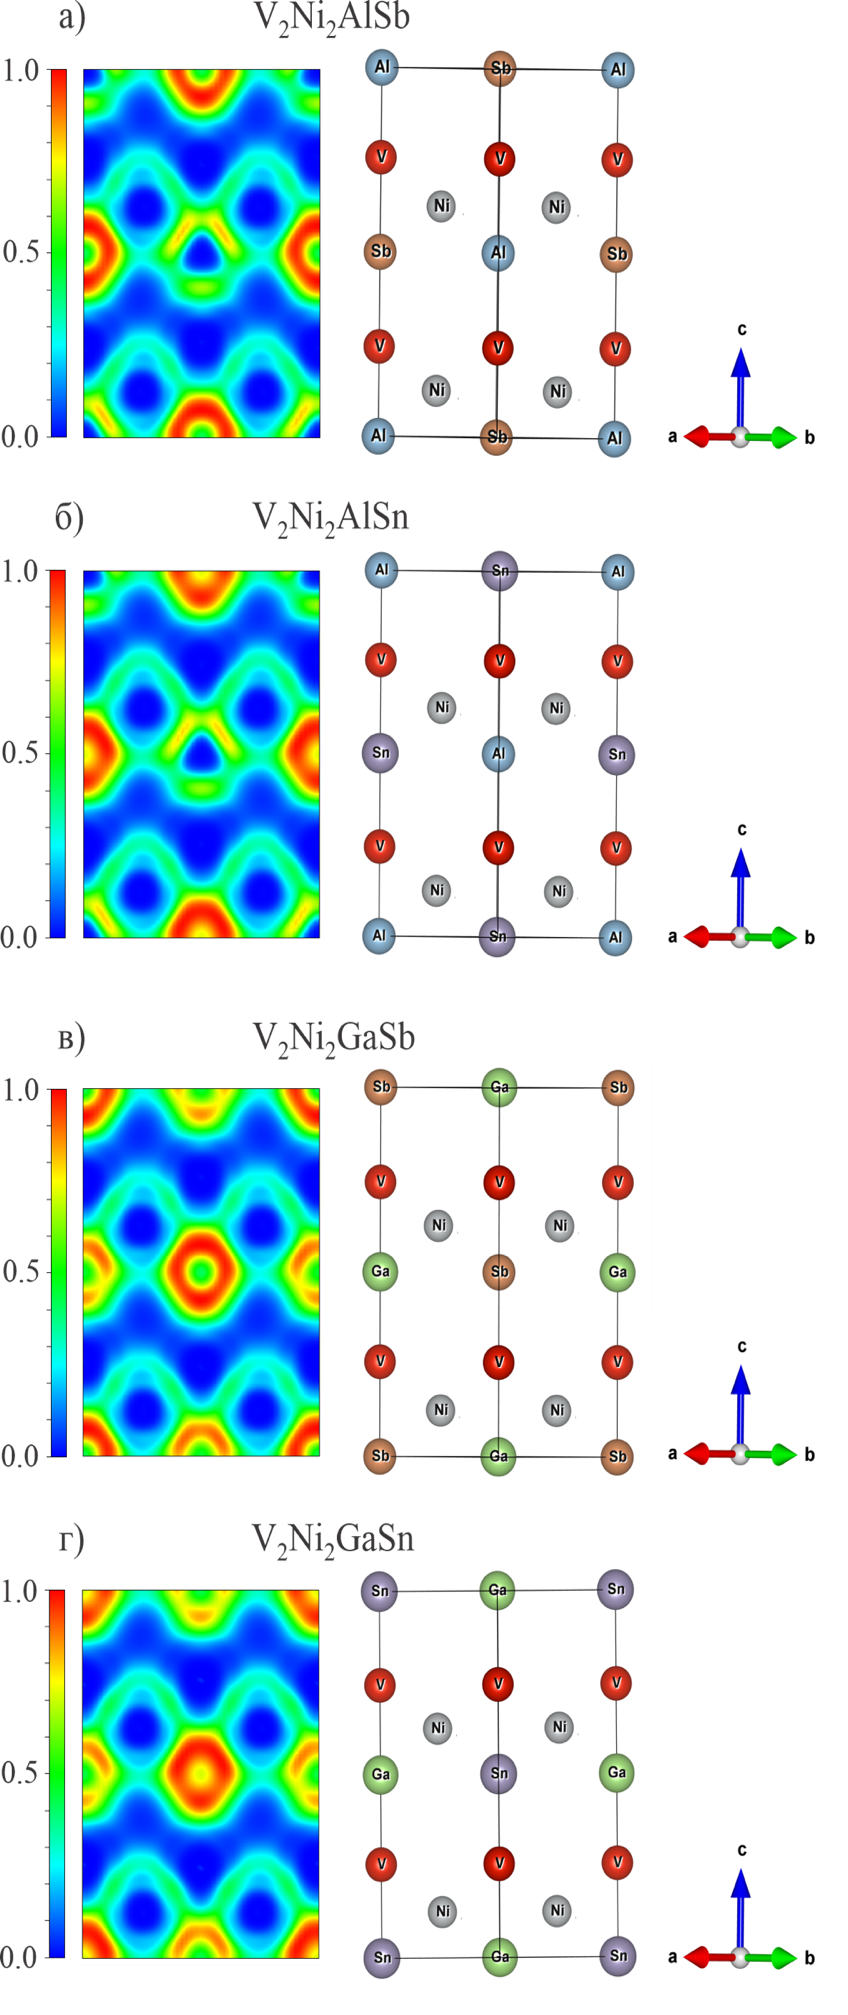 а) V₂Ni₂AlSb
1.0 Al Sb Al
V V V
Ni Ni
0.5 Sb Al Sb
c
V V V
Ni Ni
0.0 Al Sb Al a b
б) V₂Ni₂AlSn
1.0 Al Sn Al
V V V
Ni Ni
0.5 Sn Al Sn
c
V V V
Ni Ni
0.0 Al Sn Al a b
в) V₂Ni₂GaSb
1.0 Sb Ga Sb
V V V
Ni Ni
0.5 Ga Sb Ga
c
V V V
Ni Ni
0.0 Sb Ga Sb a b
г) V₂Ni₂GaSn
1.0 Sn Ga Sn
V V V
Ni Ni
0.5 Ga Sn Ga
V V V
c
Ni Ni
0.0 Sn Ga Sn a b